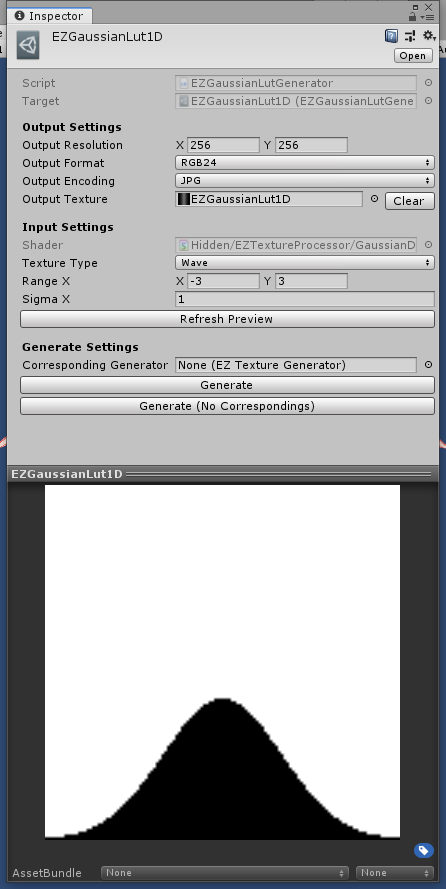 Inspector
EZGaussianLut1D
Open
Script EZGaussianLutGenerator
Target EZGaussianLut1D (EZGaussianLutGene
Output Settings
Output Resolution X 256 Y 256
Output Format RGB24
Output Encoding JPG
Output Texture EZGaussianLut1D Clear
Input Settings
Shader Hidden/EZTextureProcessor/GaussianD
Texture Type Wave
Range X X -3 Y 3
Sigma X 1
Refresh Preview
Generate Settings
Corresponding Generator None (EZ Texture Generator)
Generate
Generate (No Correspondings)
EZGaussianLut1D
AssetBundle None None